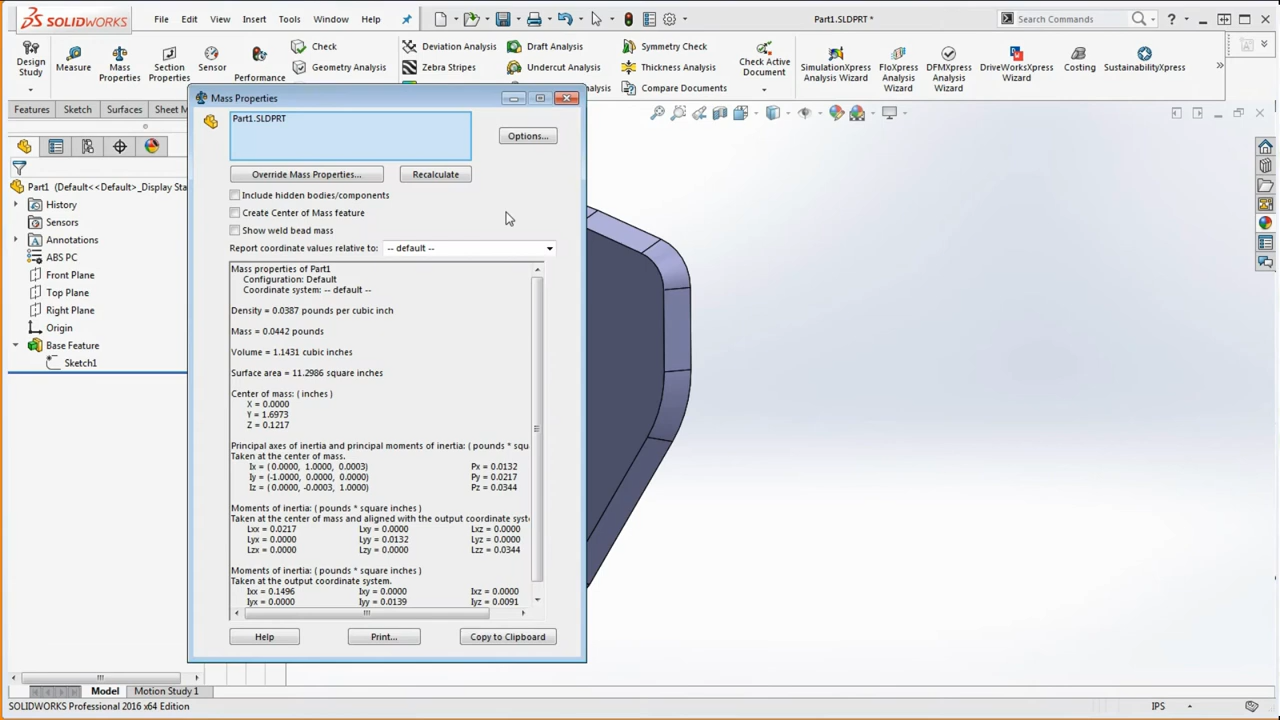 SOLIDWORKS File Edit View Insert Tools Window Help Part1.SLDPRT * Search Commands
Design Study
Measure
Mass Properties
Section Properties
Sensor
Performance
Check
Geometry Analysis
Deviation Analysis
Zebra Stripes
Draft Analysis
Undercut Analysis
Analysis
Symmetry Check
Thickness Analysis
Compare Documents
Check Active Document
SimulationXpress Analysis Wizard
FloXpress Analysis Wizard
DFMXpress Analysis Wizard
DriveWorksXpress Wizard
Costing
SustainabilityXpress
Features Sketch Surfaces Sheet M
Part1 (Default<<Default>_Display Sta
History
Sensors
Annotations
ABS PC
Front Plane
Top Plane
Right Plane
Origin
Base Feature
Sketch1
Mass Properties
Part1.SLDPRT
Options...
Override Mass Properties... Recalculate
Include hidden bodies/components
Create Center of Mass feature
Show weld bead mass
Report coordinate values relative to: -- default --
Mass properties of Part1
Configuration: Default
Coordinate system: -- default --
Density = 0.0387 pounds per cubic inch
Mass = 0.0442 pounds
Volume = 1.1431 cubic inches
Surface area = 11.2986 square inches
Center of mass: ( inches )
X = 0.0000
Y = 1.6973
Z = 0.1217
Principal axes of inertia and principal moments of inertia: ( pounds * squ
Taken at the center of mass.
Ix = ( 0.0000, 1.0000, 0.0003) Px = 0.0132
Iy = (-1.0000, 0.0000, 0.0000) Py = 0.0217
Iz = ( 0.0000, -0.0003, 1.0000) Pz = 0.0344
Moments of inertia: ( pounds * square inches )
Taken at the center of mass and aligned with the output coordinate syst
Lxx = 0.0217 Lxy = 0.0000 Lxz = 0.0000
Lyx = 0.0000 Lyy = 0.0132 Lyz = 0.0000
Lzx = 0.0000 Lzy = 0.0000 Lzz = 0.0344
Moments of inertia: ( pounds * square inches )
Taken at the output coordinate system.
Ixx = 0.1496 Ixy = 0.0000 Ixz = 0.0000
Iyx = 0.0000 Iyy = 0.0139 Iyz = 0.0091
Help Print... Copy to Clipboard
Model Motion Study 1
SOLIDWORKS Professional 2016 x64 Edition IPS